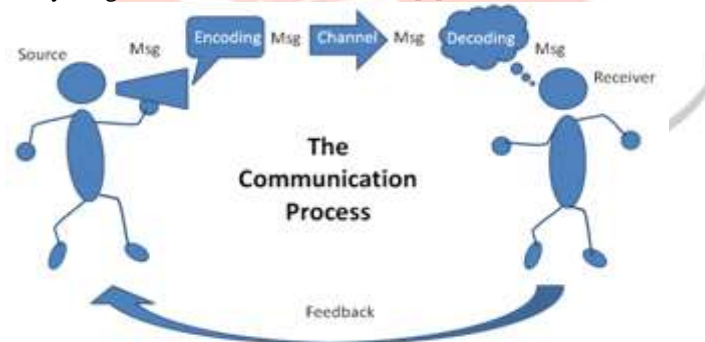 Source
Msg
Encoding
Msg
Channel
Msg
Decoding
Msg
Receiver
The
Communication
Process
Feedback